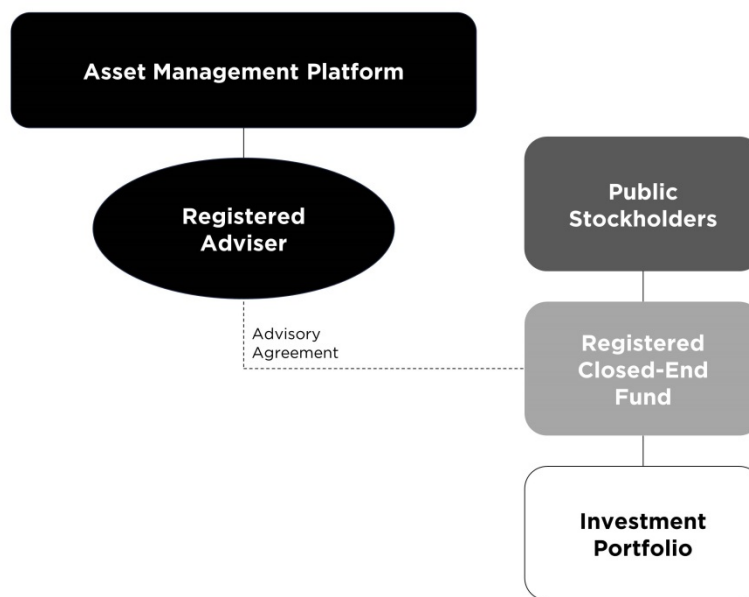 Asset Management Platform
Registered
Adviser
Public
Stockholders
Advisory
Agreement
Registered
Closed-End
Fund
Investment
Portfolio